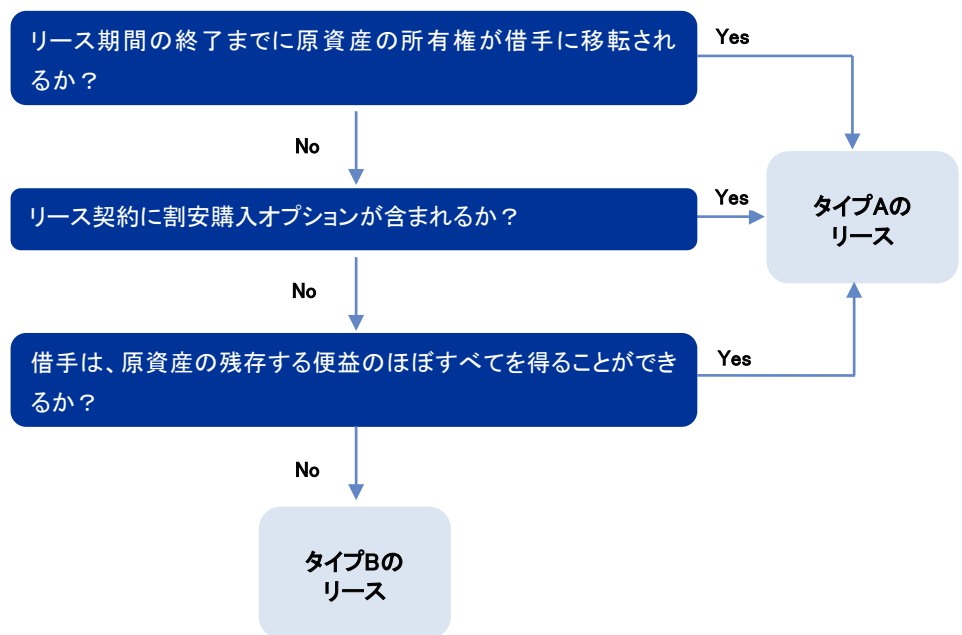 リース期間の終了までに原資産の所有権が借手に移転され
るか？
Yes
No
リース契約に割安購入オプションが含まれるか？
Yes
タイプAの
リース
No
借手は、原資産の残存する便益のほぼすべてを得ることができ
るか？
Yes
No
タイプBの
リース